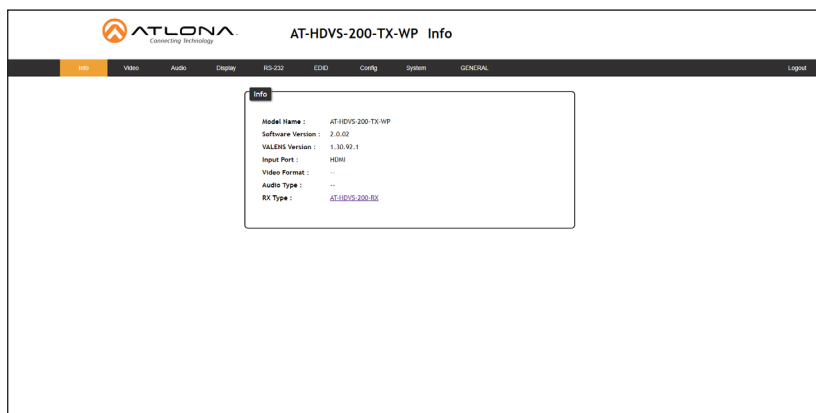 ATLONA.
Connecting Technology
AT-HDVS-200-TX-WP Info
Info Video Audio Display RS-232 EDID Config System GENERAL Logout
Info
Model Name : AT-HDVS-200-TX-WP
Software Version : 2.0.02
VALENS Version : 1.30.92.1
Input Port : HDMI
Video Format : --
Audio Type : --
RX Type : AT-HDVS-200-RX